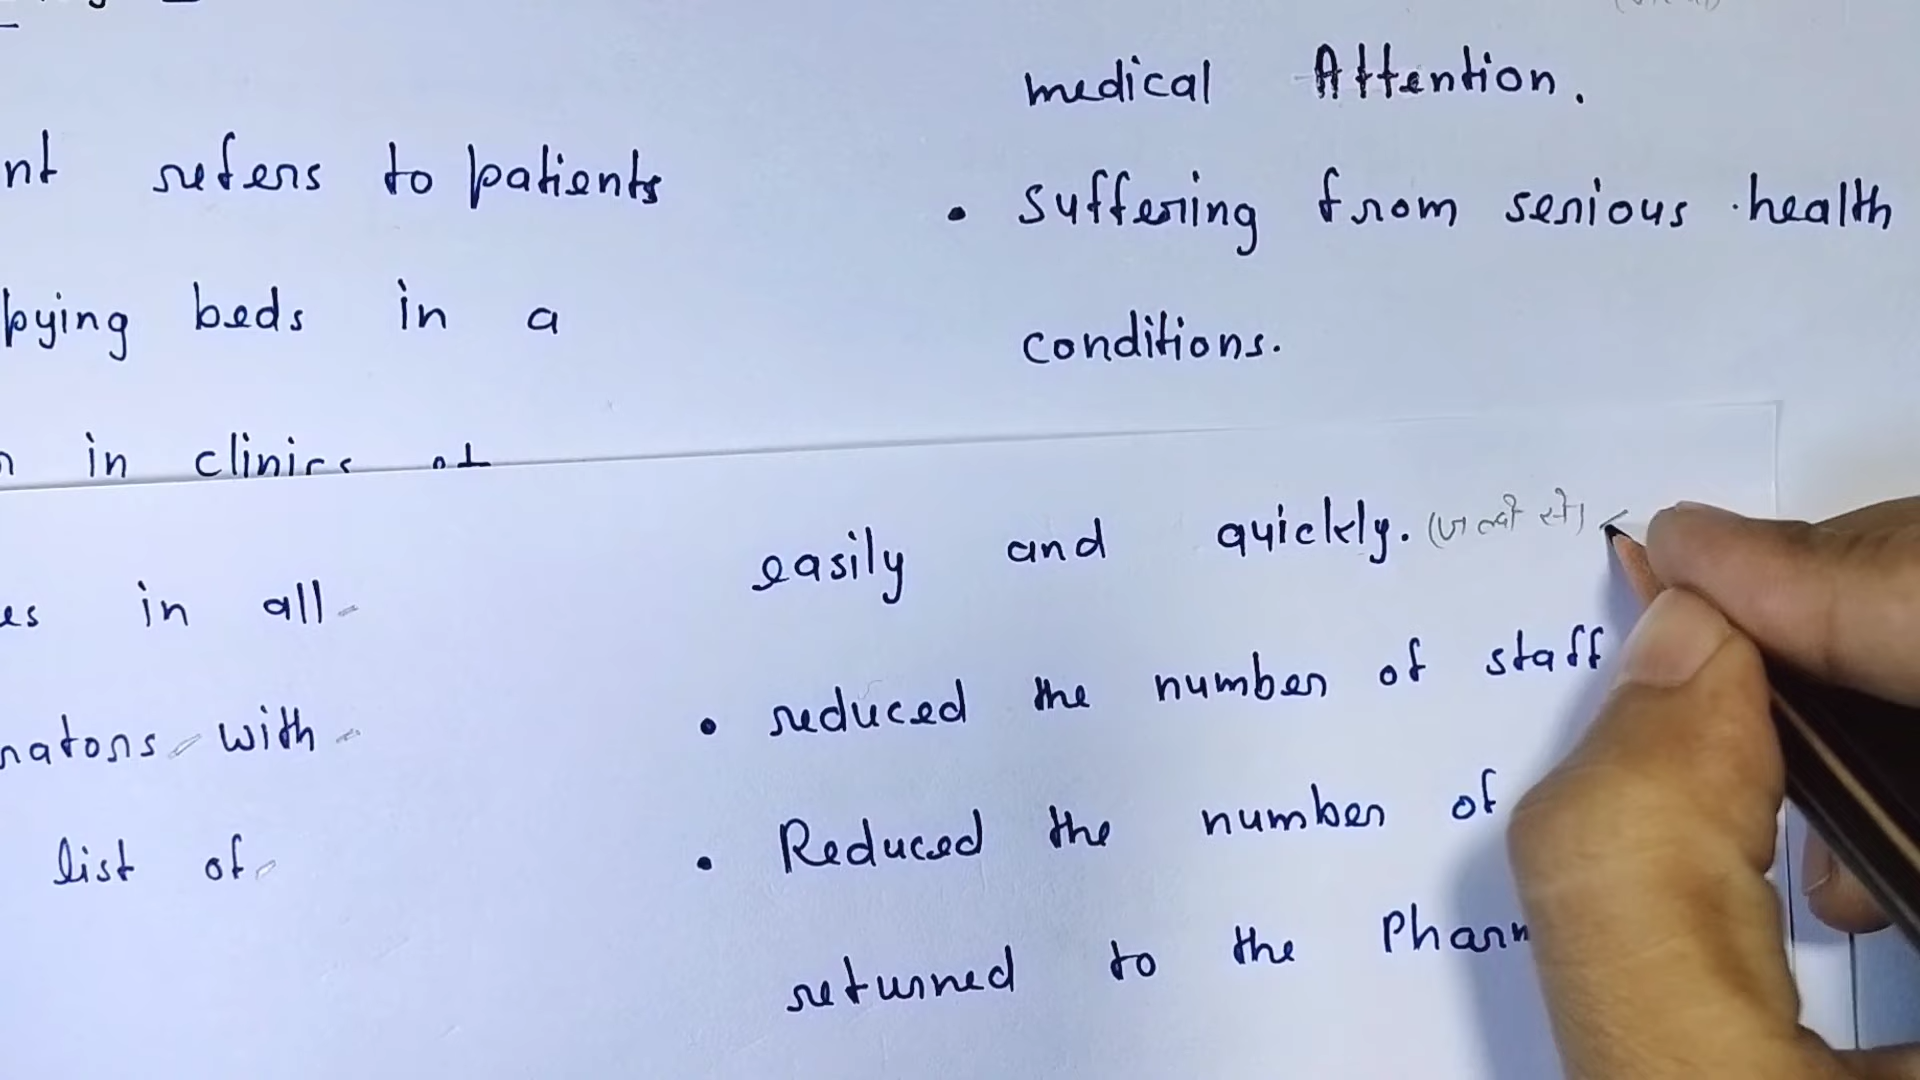 medical Attention.
• suffering from serious health
conditions.
nt refers to patients
pying beds in a
in clinics at
easily and quickly. (जल्दी से)
• reduced the number of staff
• Reduced the number of
returned to the Pharm
es in all
nators with
list of